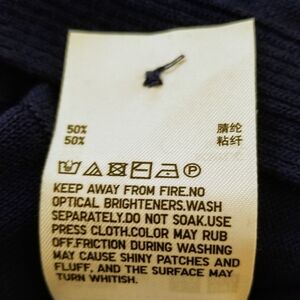 50% 腈纶
50% 粘纤
KEEP AWAY FROM FIRE.NO
OPTICAL BRIGHTENERS.WASH
SEPARATELY.DO NOT SOAK.USE
PRESS CLOTH.COLOR MAY RUB
OFF.FRICTION DURING WASHING
MAY CAUSE SHINY PATCHES AND
FLUFF, AND THE SURFACE MAY
TURN WHITISH.